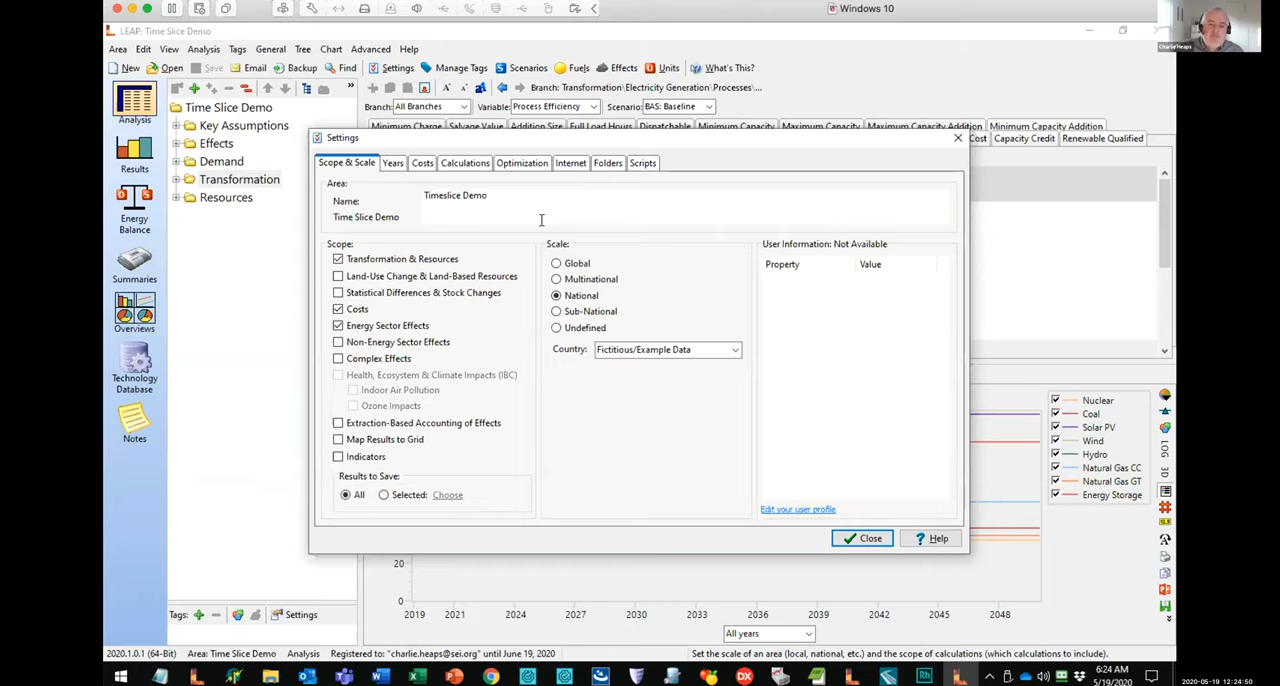 Windows 10
LEAP: Time Slice Demo
Charlie Heaps
Area Edit View Analysis Tags General Tree Chart Advanced Help
New Open Save Email Backup Find Settings Manage Tags Scenarios Fuels Effects Units What's This?
Analysis
Results
Energy
Balance
Summaries
Overviews
Technology
Database
Notes
Time Slice Demo
Key Assumptions
Effects
Demand
Transformation
Resources
Branch: Transformation\Electricity Generation\Processes\...
Branch: All Branches Variable: Process Efficiency Scenario: BAS: Baseline
Minimum Charge Salvage Value Addition Size Full Load Hours Dispatchable Minimum Capacity Maximum Capacity Maximum Capacity Addition Minimum Capacity Addition
Cost Capacity Credit Renewable Qualified
Settings
Scope & Scale Years Costs Calculations Optimization Internet Folders Scripts
Area:
Name: Timeslice Demo
Time Slice Demo
Scope:
Transformation & Resources
Land-Use Change & Land-Based Resources
Statistical Differences & Stock Changes
Costs
Energy Sector Effects
Non-Energy Sector Effects
Complex Effects
Health, Ecosystem & Climate Impacts (IBC)
Indoor Air Pollution
Ozone Impacts
Extraction-Based Accounting of Effects
Map Results to Grid
Indicators
Results to Save:
All Selected: Choose
Scale:
Global
Multinational
National
Sub-National
Undefined
Country: Fictitious/Example Data
User Information: Not Available
Property Value
Edit your user profile
Close Help
Nuclear
Coal
Solar PV
Wind
Hydro
Natural Gas CC
Natural Gas GT
Energy Storage
LOG
3D
20
0
2019 2021 2024 2027 2030 2033 2036 2039 2042 2045 2048
All years
Tags: Settings
2020.1.0.1 (64-Bit) Area: Time Slice Demo Analysis Registered to: "charlie.heaps@sei.org" until June 19, 2020 Set the scale of an area (local, national, etc.) and the scope of calculations (which calculations to include).
6:24 AM
5/19/2020
2020-05-19 12:24:50